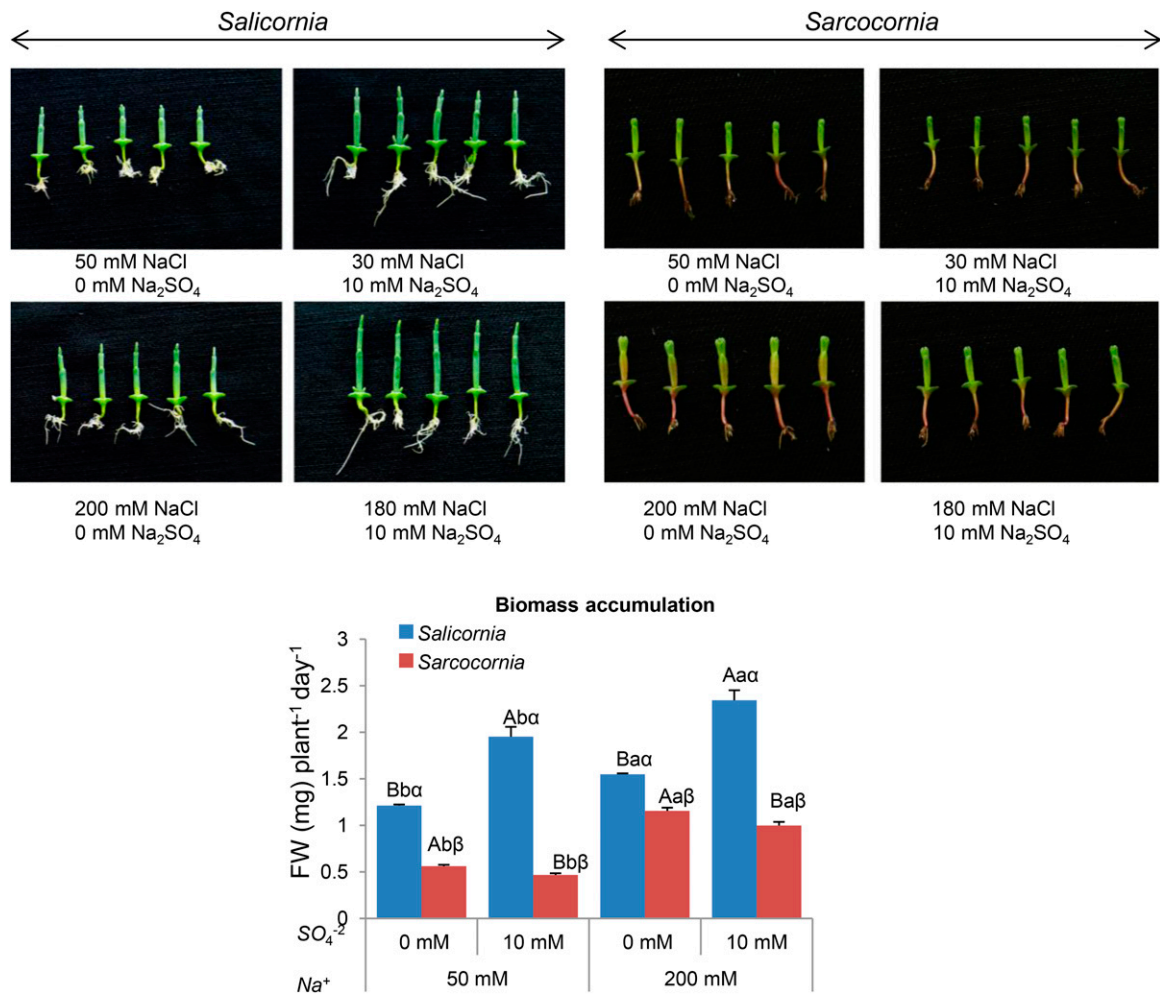 Salicornia
Sarcocornia
50 mM NaCl
0 mM Na₂SO₄
30 mM NaCl
10 mM Na₂SO₄
50 mM NaCl
0 mM Na₂SO₄
30 mM NaCl
10 mM Na₂SO₄
200 mM NaCl
0 mM Na₂SO₄
180 mM NaCl
10 mM Na₂SO₄
200 mM NaCl
0 mM Na₂SO₄
180 mM NaCl
10 mM Na₂SO₄
Biomass accumulation
Salicornia
Sarcocornia
FW (mg) plant⁻¹ day⁻¹
3
2.5
2
1.5
1
0.5
0
Bbα
Abβ
Abα
Bbβ
Baα
Aaβ
Aaα
Baβ
SO₄⁻²
0 mM
10 mM
0 mM
10 mM
Na⁺
50 mM
200 mM